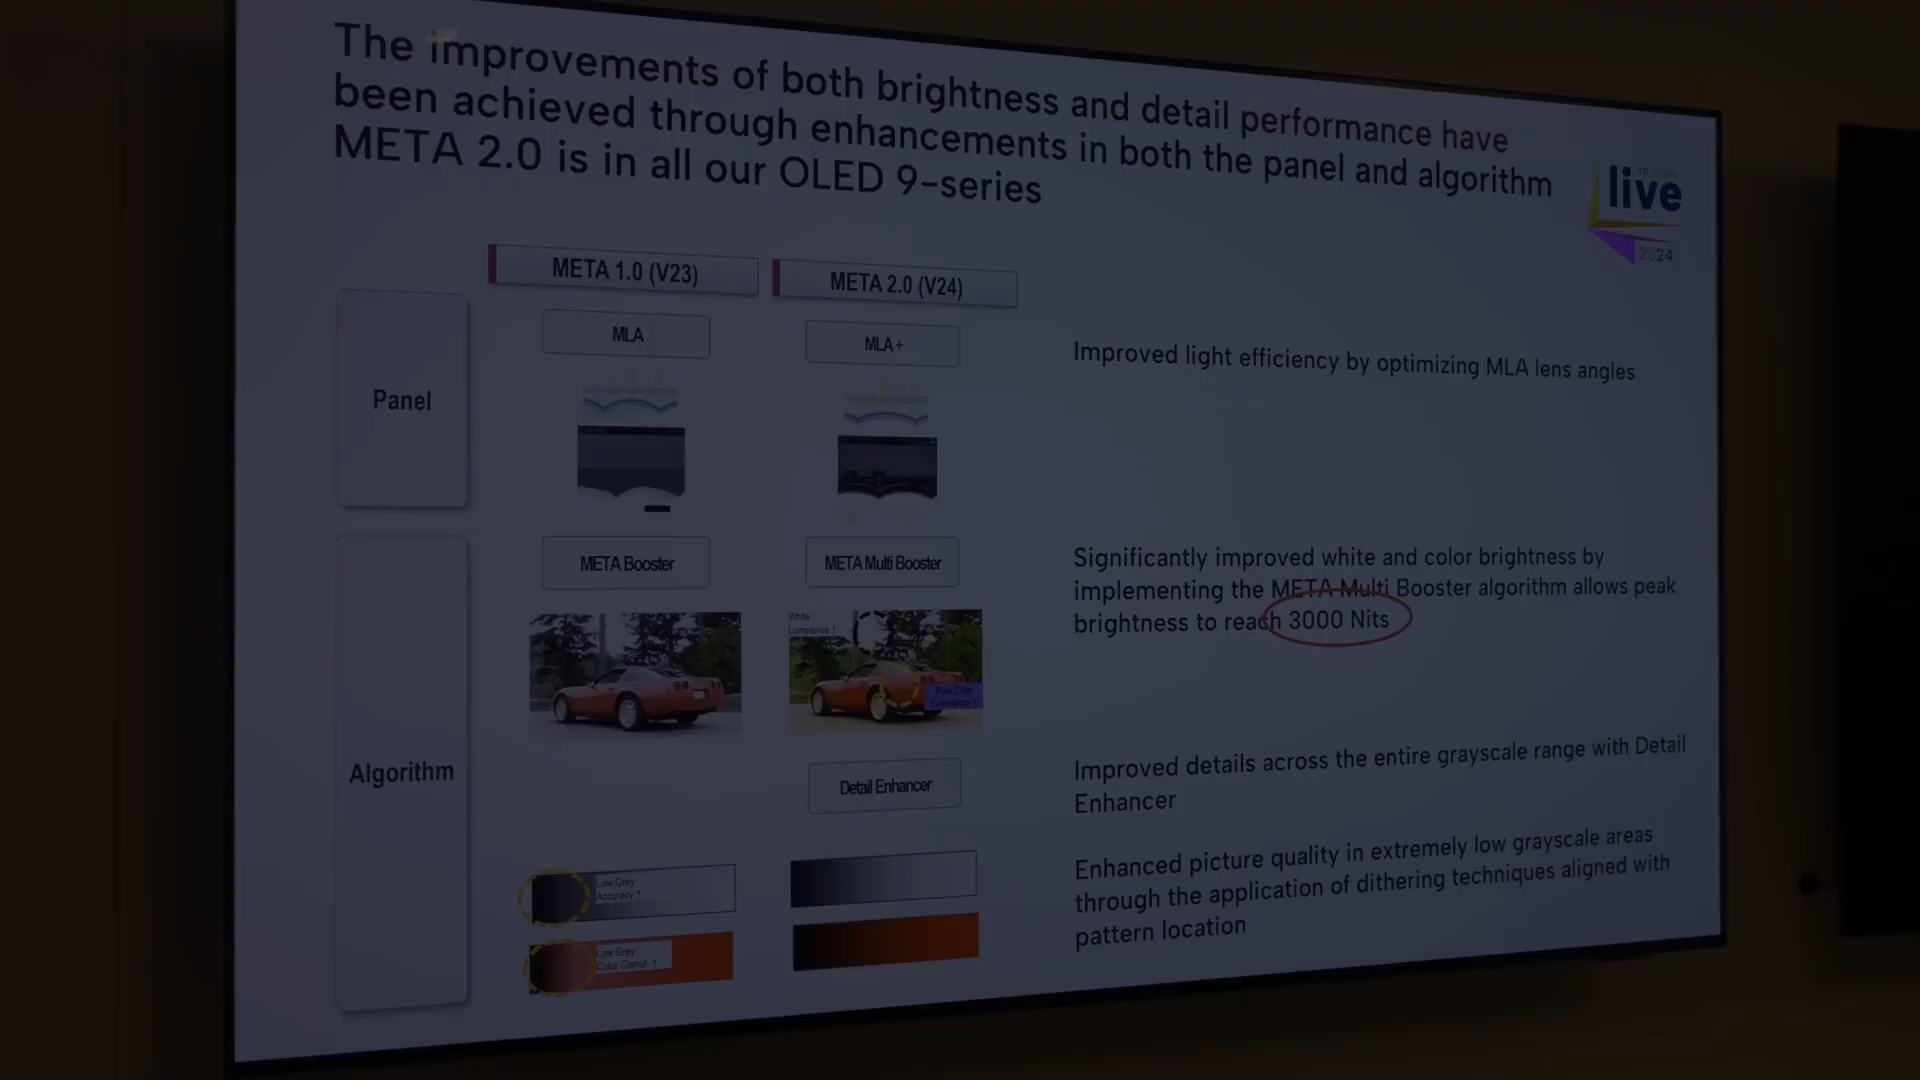 The improvements of both brightness and detail performance have
been achieved through enhancements in both the panel and algorithm
META 2.0 is in all our OLED 9-series
TP
live
2024
META 1.0 (V23)
META 2.0 (V24)
Panel
MLA
MLA+
Improved light efficiency by optimizing MLA lens angles
Algorithm
META Booster
META Multi Booster
Significantly improved white and color brightness by
implementing the META Multi Booster algorithm allows peak
brightness to reach 3000 Nits
White
Luminance ↑
Pure Color
Luminance ↑
Detail Enhancer
Improved details across the entire grayscale range with Detail
Enhancer
Low Grey
Accuracy ↑
Low Grey
Color Gamut ↑
Enhanced picture quality in extremely low grayscale areas
through the application of dithering techniques aligned with
pattern location